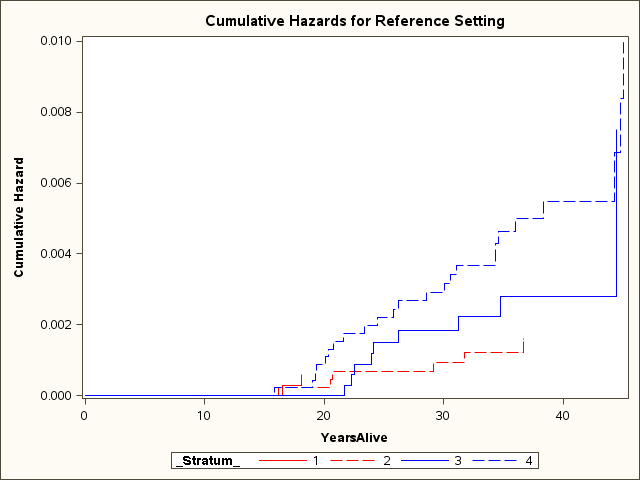 Cumulative Hazards for Reference Setting
0.010
0.008
0.006
0.004
0.002
0.000
Cumulative Hazard
0 10 20 30 40
YearsAlive
_Stratum_ 1 2 3 4